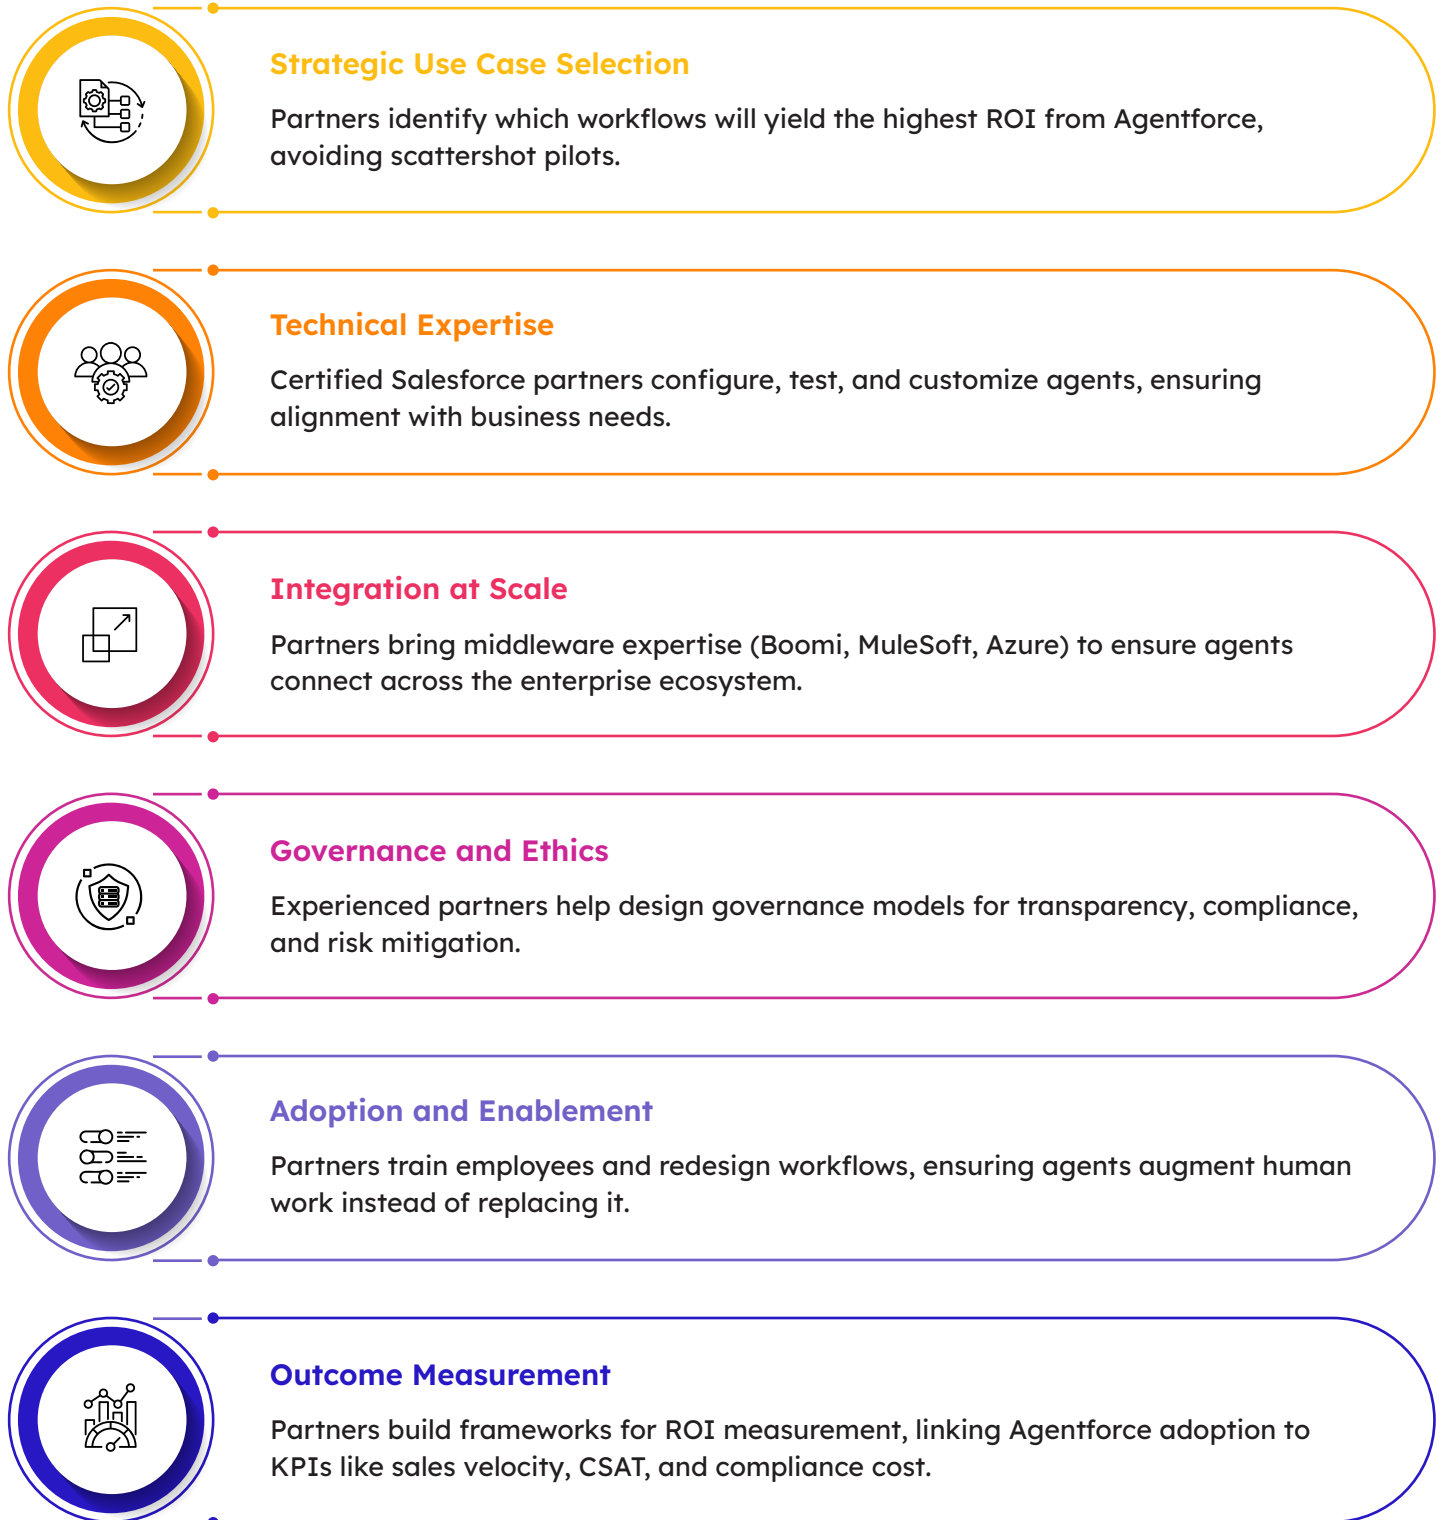 Strategic Use Case Selection
Partners identify which workflows will yield the highest ROI from Agentforce,
avoiding scattershot pilots.
Technical Expertise
Certified Salesforce partners configure, test, and customize agents, ensuring
alignment with business needs.
Integration at Scale
Partners bring middleware expertise (Boomi, MuleSoft, Azure) to ensure agents
connect across the enterprise ecosystem.
Governance and Ethics
Experienced partners help design governance models for transparency, compliance,
and risk mitigation.
Adoption and Enablement
Partners train employees and redesign workflows, ensuring agents augment human
work instead of replacing it.
Outcome Measurement
Partners build frameworks for ROI measurement, linking Agentforce adoption to
KPIs like sales velocity, CSAT, and compliance cost.